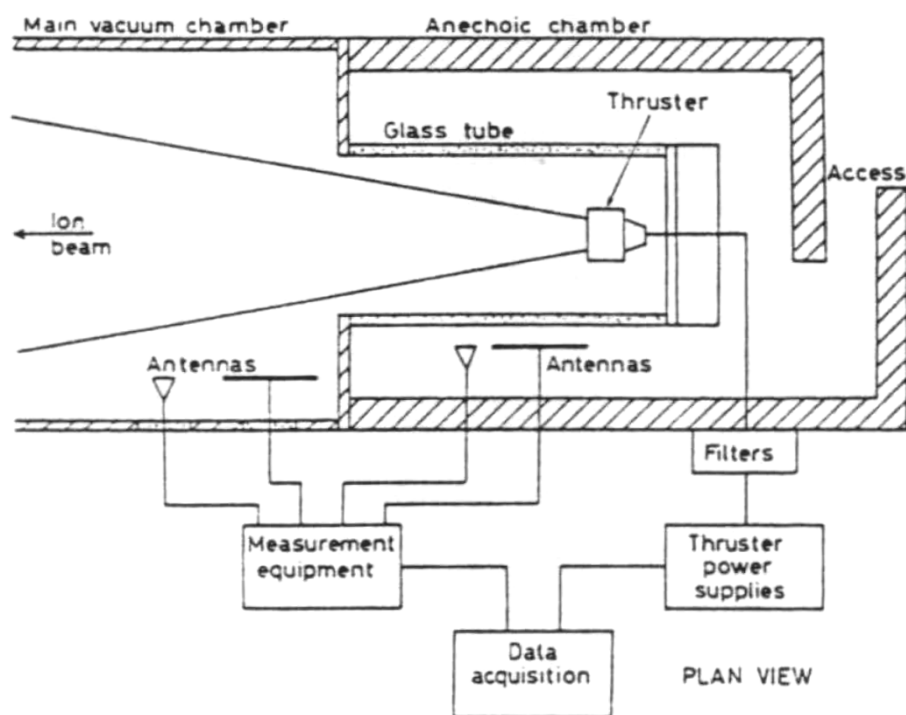 Main vacuum chamber
Anechoic chamber
Thruster
Glass tube
Access
Ion
beam
Antennas
Antennas
Filters
Measurement
equipment
Thruster
power
supplies
Data
acquisition
PLAN VIEW